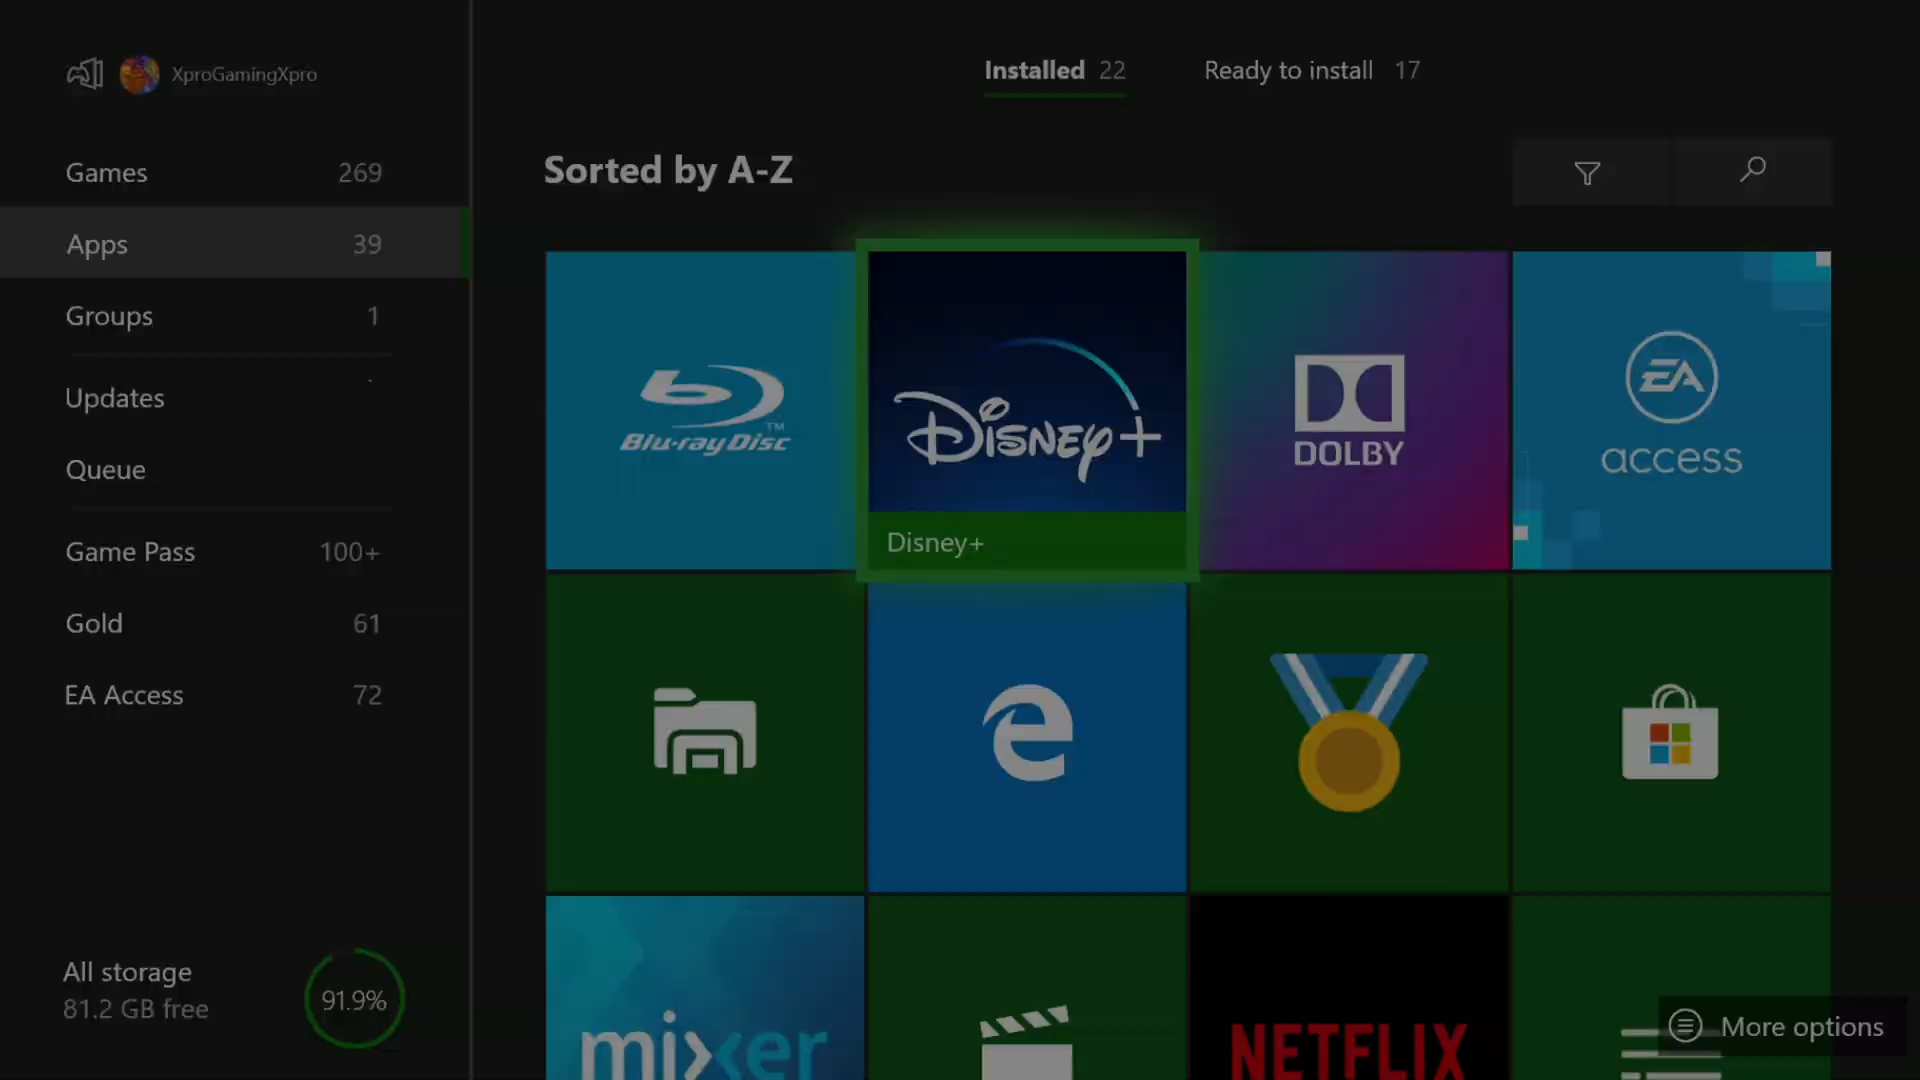 XproGamingXpro
Installed 22
Ready to install 17
Games 269
Apps 39
Groups 1
Updates
Queue
Game Pass 100+
Gold 61
EA Access 72
All storage
81.2 GB free
91.9%
Sorted by A-Z
Blu-ray Disc™
Disney+
Disney+
DOLBY
EA
access
mixer
NETFLIX
More options